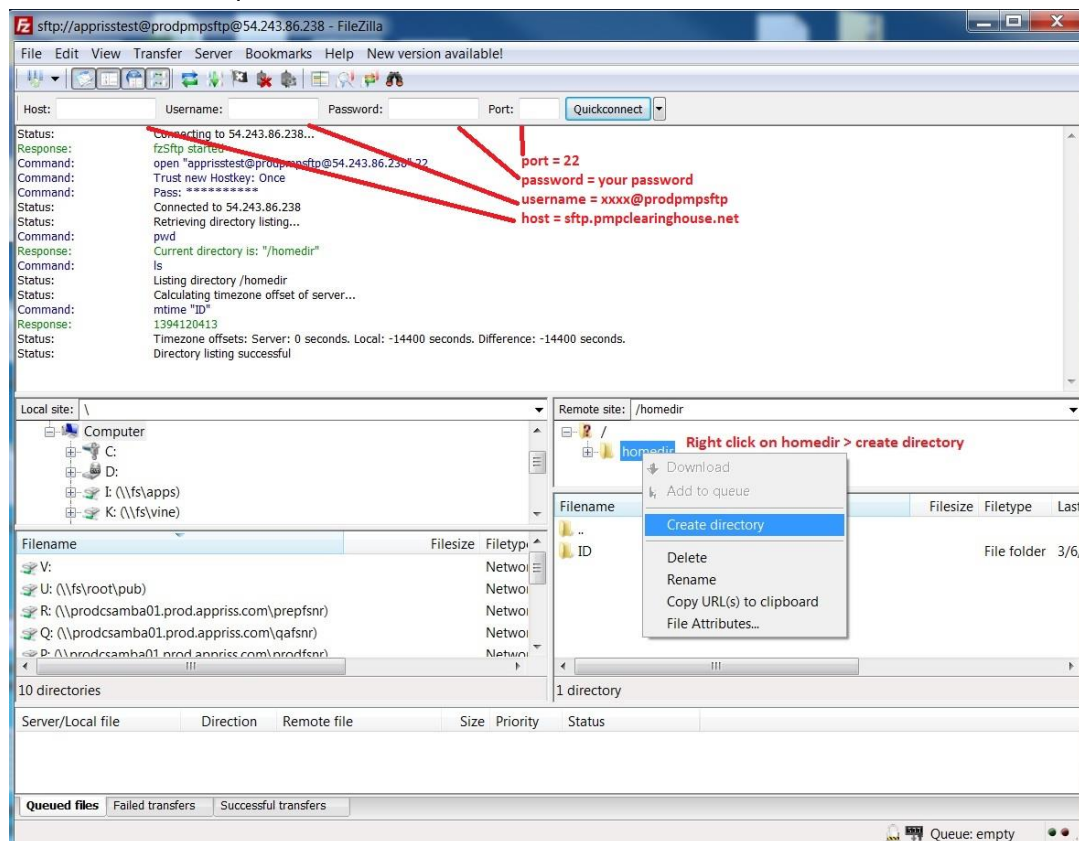 sftp://apprisstest@prodpmpsftp@54.243.86.238 - FileZilla
File Edit View Transfer Server Bookmarks Help New version available!
Host: Username: Password: Port: Quickconnect
Status: Connecting to 54.243.86.238...
Response: fzSftp started
Command: open "apprisstest@prodpmpsftp@54.243.86.238" 22
Command: Trust new Hostkey: Once
Command: Pass: **********
Status: Connected to 54.243.86.238
Status: Retrieving directory listing...
Command: pwd
Response: Current directory is: "/homedir"
Command: ls
Status: Listing directory /homedir
Status: Calculating timezone offset of server...
Command: mtime "ID"
Response: 1394120413
Status: Timezone offsets: Server: 0 seconds. Local: -14400 seconds. Difference: -14400 seconds.
Status: Directory listing successful
port = 22
password = your password
username = xxxx@prodpmpsftp
host = sftp.pmpclearinghouse.net
Local site: \
Computer
C:
D:
I: (\\fs\apps)
K: (\\fs\vine)
Filename Filesize Filetyp
V: Networ
U: (\\fs\root\pub) Networ
R: (\\prodcsamba01.prod.appriss.com\prepfsnr) Networ
Q: (\\prodcsamba01.prod.appriss.com\qafsnr) Networ
P: (\\prodcsamba01.prod.appriss.com\prodfsnr) Networ
10 directories
Remote site: /homedir
/
homedir
Right click on homedir > create directory
Download
Add to queue
Create directory
Delete
Rename
Copy URL(s) to clipboard
File Attributes...
Filename Filesize Filetype Last
..
ID File folder 3/6/
1 directory
Server/Local file Direction Remote file Size Priority Status
Queued files Failed transfers Successful transfers
Queue: empty